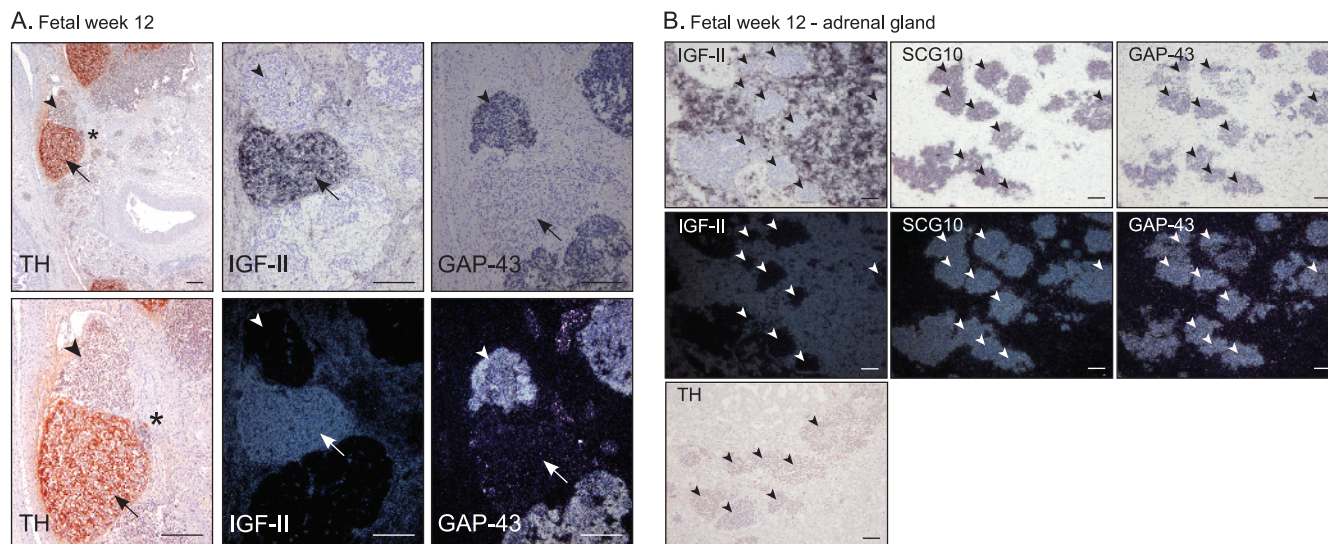 A. Fetal week 12
TH
*
IGF-II
GAP-43
TH
*
IGF-II
GAP-43
B. Fetal week 12 - adrenal gland
IGF-II
SCG10
GAP-43
IGF-II
SCG10
GAP-43
TH